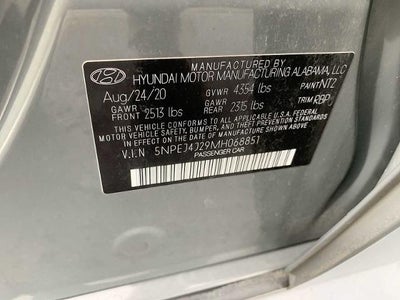 MANUFACTURED BY
HYUNDAI MOTOR MANUFACTURING ALABAMA, LLC
Aug/24/20 GVWR 4354 lbs PAINT NT2
GAWR FRONT 2513 lbs GAWR REAR 2315 lbs TRIM RBP
THIS VEHICLE CONFORMS TO ALL APPLICABLE U.S. FEDERAL
MOTOR VEHICLE SAFETY, BUMPER, AND THEFT PREVENTION STANDARDS
IN EFFECT ON THE DATE OF MANUFACTURE SHOWN ABOVE.
V.I.N 5NPEJ4J29MH068851
PASSENGER CAR